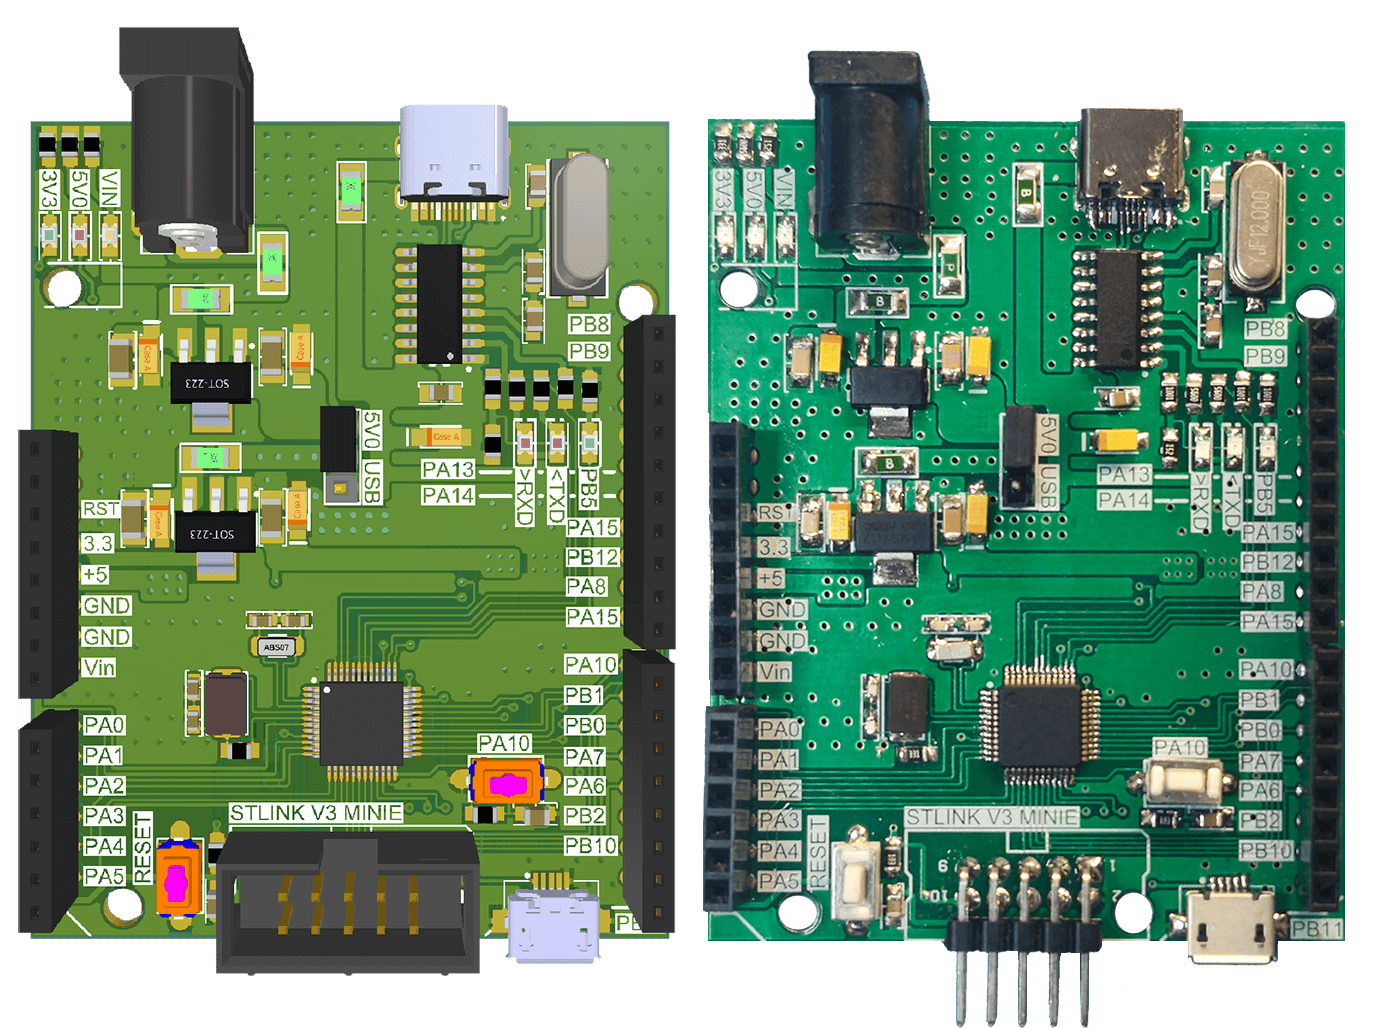 3V3
5V0
VIN
PB8
PB9
Case A
Case A
SOT-223
5V0 USB
Case A
PA13
PA14
>RXD
<TXD
PB5
Case A
Case A
SOT-223
RST
3.3
+5
GND
GND
Vin
PA15
PB12
PA8
PA15
ABS07
PA10
PB1
PB0
PA7
PA6
PB2
PB10
PA0
PA1
PA2
PA3
PA4
PA5
PA10
STLINK V3 MINIE
RESET
3V3
5V0
VIN
B
B
YJF12.000
PB8
PB9
5V0 USB
PA13
PA14
>RXD
<TXD
PB5
B
RS
3.3
+5
GND
GND
Vin
PA15
PB12
PA8
PA15
PA10
PB1
PB0
PA7
PA6
PB2
PB10
PA0
PA1
PA2
PA3
PA4
PA5
PA10
STLINK V3 MINIE
RESET
9
1
10
2
PB11